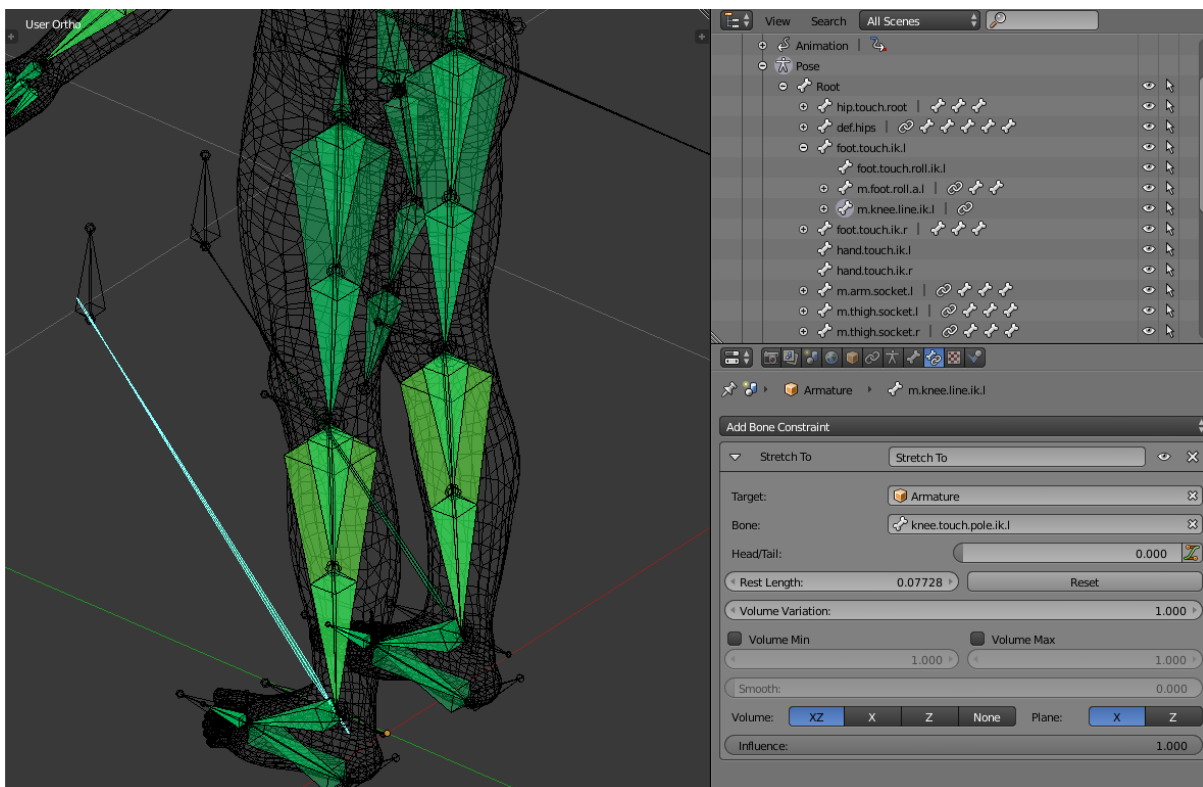 User Ortho
View Search All Scenes
Animation
Pose
Root
hip.touch.root
def.hips
foot.touch.ik.l
foot.touch.roll.ik.l
m.foot.roll.a.l
m.knee.line.ik.l
foot.touch.ik.r
hand.touch.ik.l
hand.touch.ik.r
m.arm.socket.l
m.thigh.socket.l
m.thigh.socket.r
Armature m.knee.line.ik.l
Add Bone Constraint
Stretch To Stretch To
Target: Armature
Bone: knee.touch.pole.ik.l
Head/Tail: 0.000
Rest Length: 0.07728 Reset
Volume Variation: 1.000
Volume Min Volume Max
1.000 1.000
Smooth: 0.000
Volume: XZ X Z None Plane: X Z
Influence: 1.000